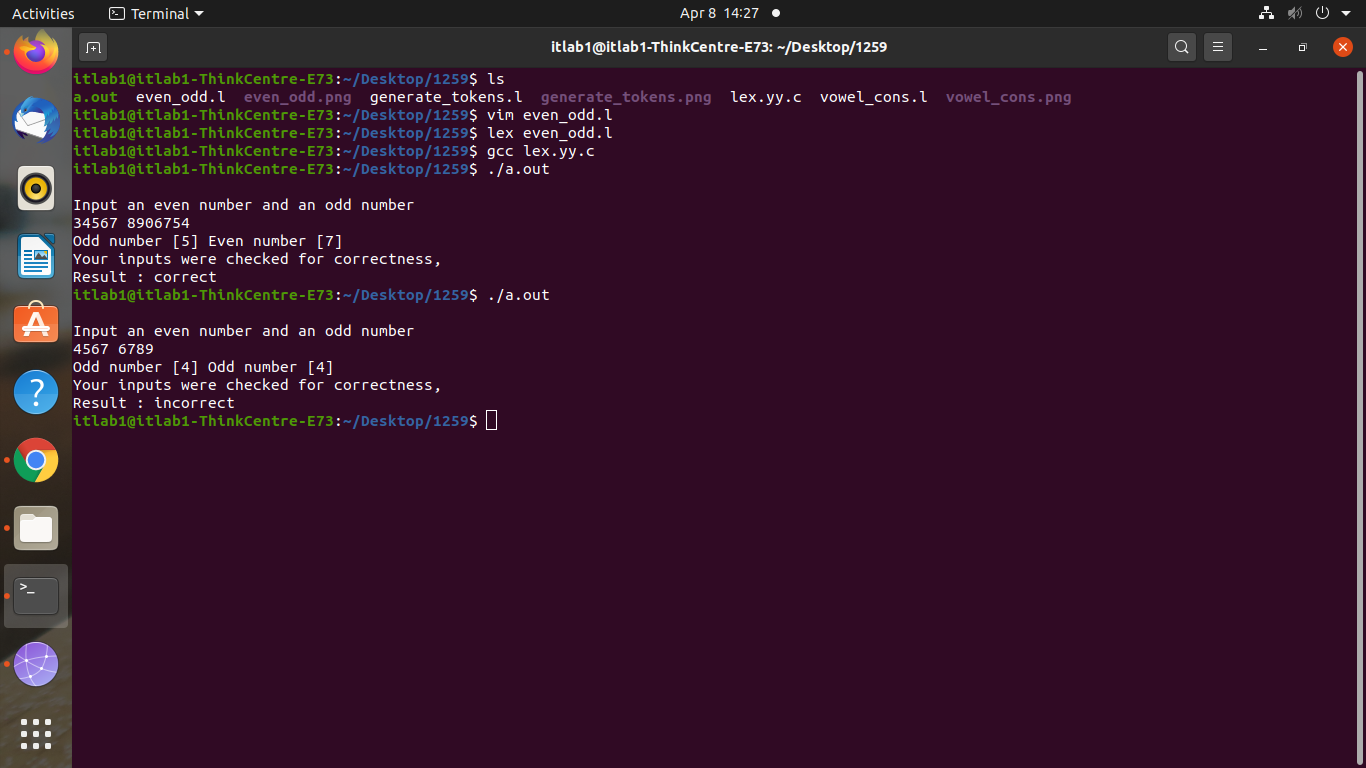 Activities Terminal Apr 8 14:27
itlab1@itlab1-ThinkCentre-E73: ~/Desktop/1259
itlab1@itlab1-ThinkCentre-E73:~/Desktop/1259$ ls
a.out even_odd.l even_odd.png generate_tokens.l generate_tokens.png lex.yy.c vowel_cons.l vowel_cons.png
itlab1@itlab1-ThinkCentre-E73:~/Desktop/1259$ vim even_odd.l
itlab1@itlab1-ThinkCentre-E73:~/Desktop/1259$ lex even_odd.l
itlab1@itlab1-ThinkCentre-E73:~/Desktop/1259$ gcc lex.yy.c
itlab1@itlab1-ThinkCentre-E73:~/Desktop/1259$ ./a.out
Input an even number and an odd number
34567 8906754
Odd number [5] Even number [7]
Your inputs were checked for correctness,
Result : correct
itlab1@itlab1-ThinkCentre-E73:~/Desktop/1259$ ./a.out
Input an even number and an odd number
4567 6789
Odd number [4] Odd number [4]
Your inputs were checked for correctness,
Result : incorrect
itlab1@itlab1-ThinkCentre-E73:~/Desktop/1259$